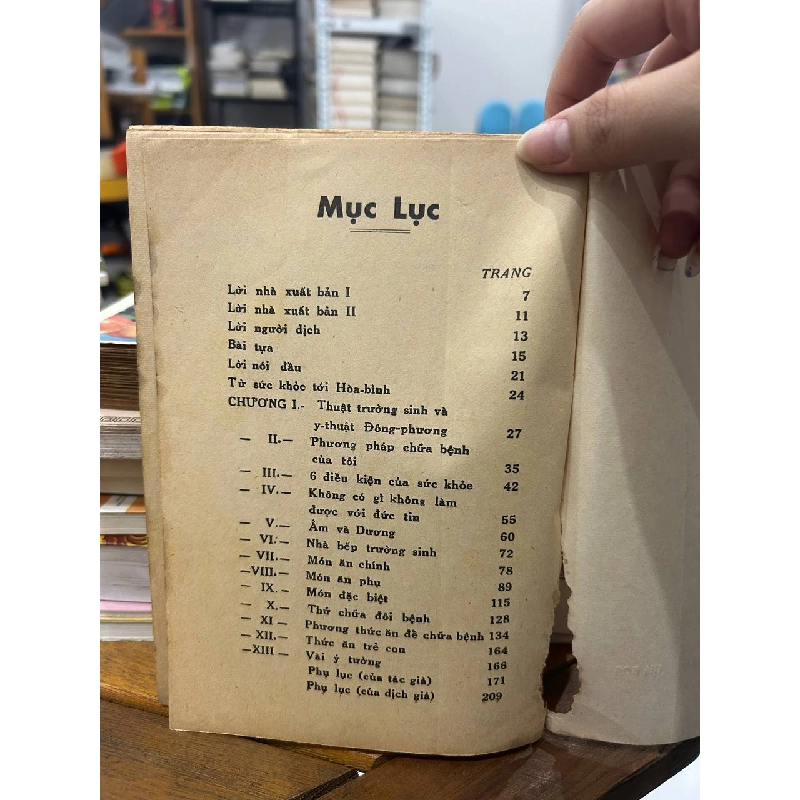 Mục Lục
TRANG
Lời nhà xuất bản I 7
Lời nhà xuất bản II 11
Lời người dịch 13
Bài tựa 15
Lời nói đầu 21
Từ sức khỏe tới Hòa-bình 24
CHƯƠNG I.- Thuật trường sinh và
y-thuật Đông-phương 27
— II.— Phương pháp chữa bệnh
của tôi 35
— III.— 6 điều kiện của sức khỏe 42
— IV.— Không có gì không làm
được với đức tin 55
— V.— Âm và Dương 60
— VI.— Nhà bếp trường sinh 72
— VII.— Món ăn chính 78
—VIII.— Món ăn phụ 89
— IX.— Món đặc biệt 115
— X.— Thử chữa đôi bệnh 128
— XI — Phương thức ăn để chữa bệnh 134
— XII.— Thức ăn trẻ con 164
—XIII — Vài ý tưởng 166
Phụ lục (của tác giả) 171
Phụ lục (của dịch giả) 209